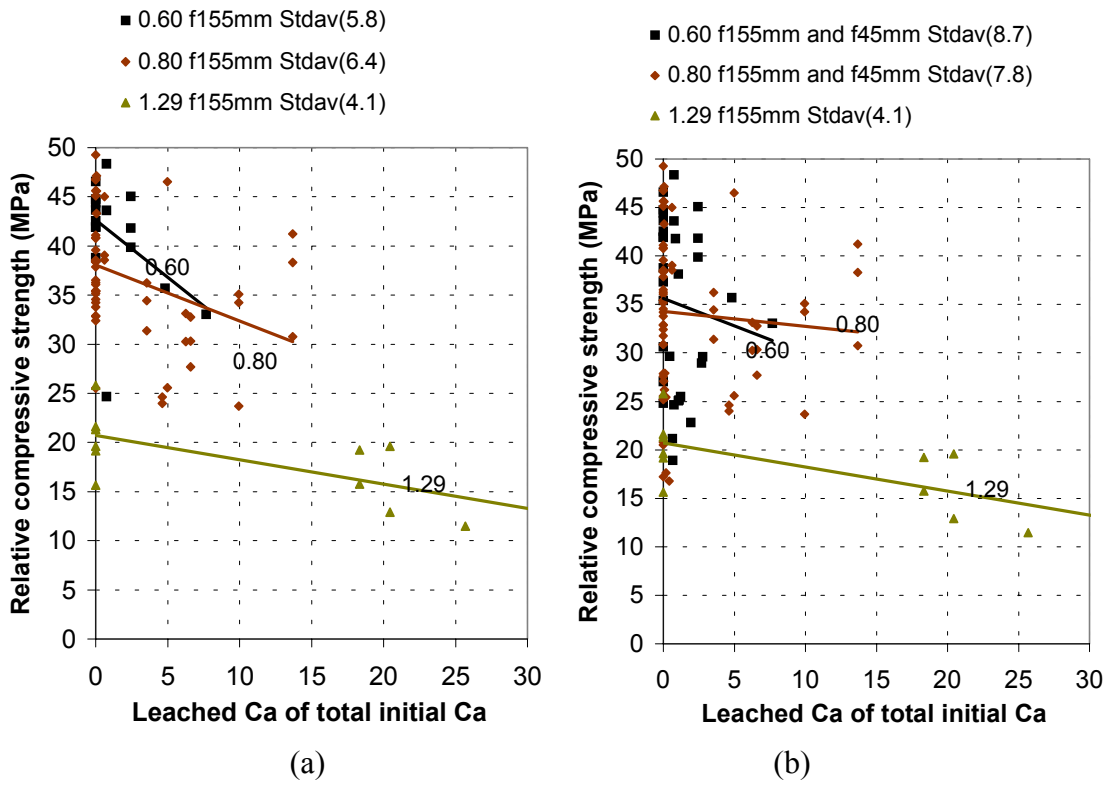 0.60 f155mm Stdav(5.8)
0.80 f155mm Stdav(6.4)
1.29 f155mm Stdav(4.1)
Relative compressive strength (MPa)
50
45
40
35
30
25
20
15
10
5
0
0.60
0.80
1.29
0 5 10 15 20 25 30
Leached Ca of total initial Ca
(a)
0.60 f155mm and f45mm Stdav(8.7)
0.80 f155mm and f45mm Stdav(7.8)
1.29 f155mm Stdav(4.1)
Relative compressive strength (MPa)
50
45
40
35
30
25
20
15
10
5
0
0.80
0.60
1.29
0 5 10 15 20 25 30
Leached Ca of total initial Ca
(b)